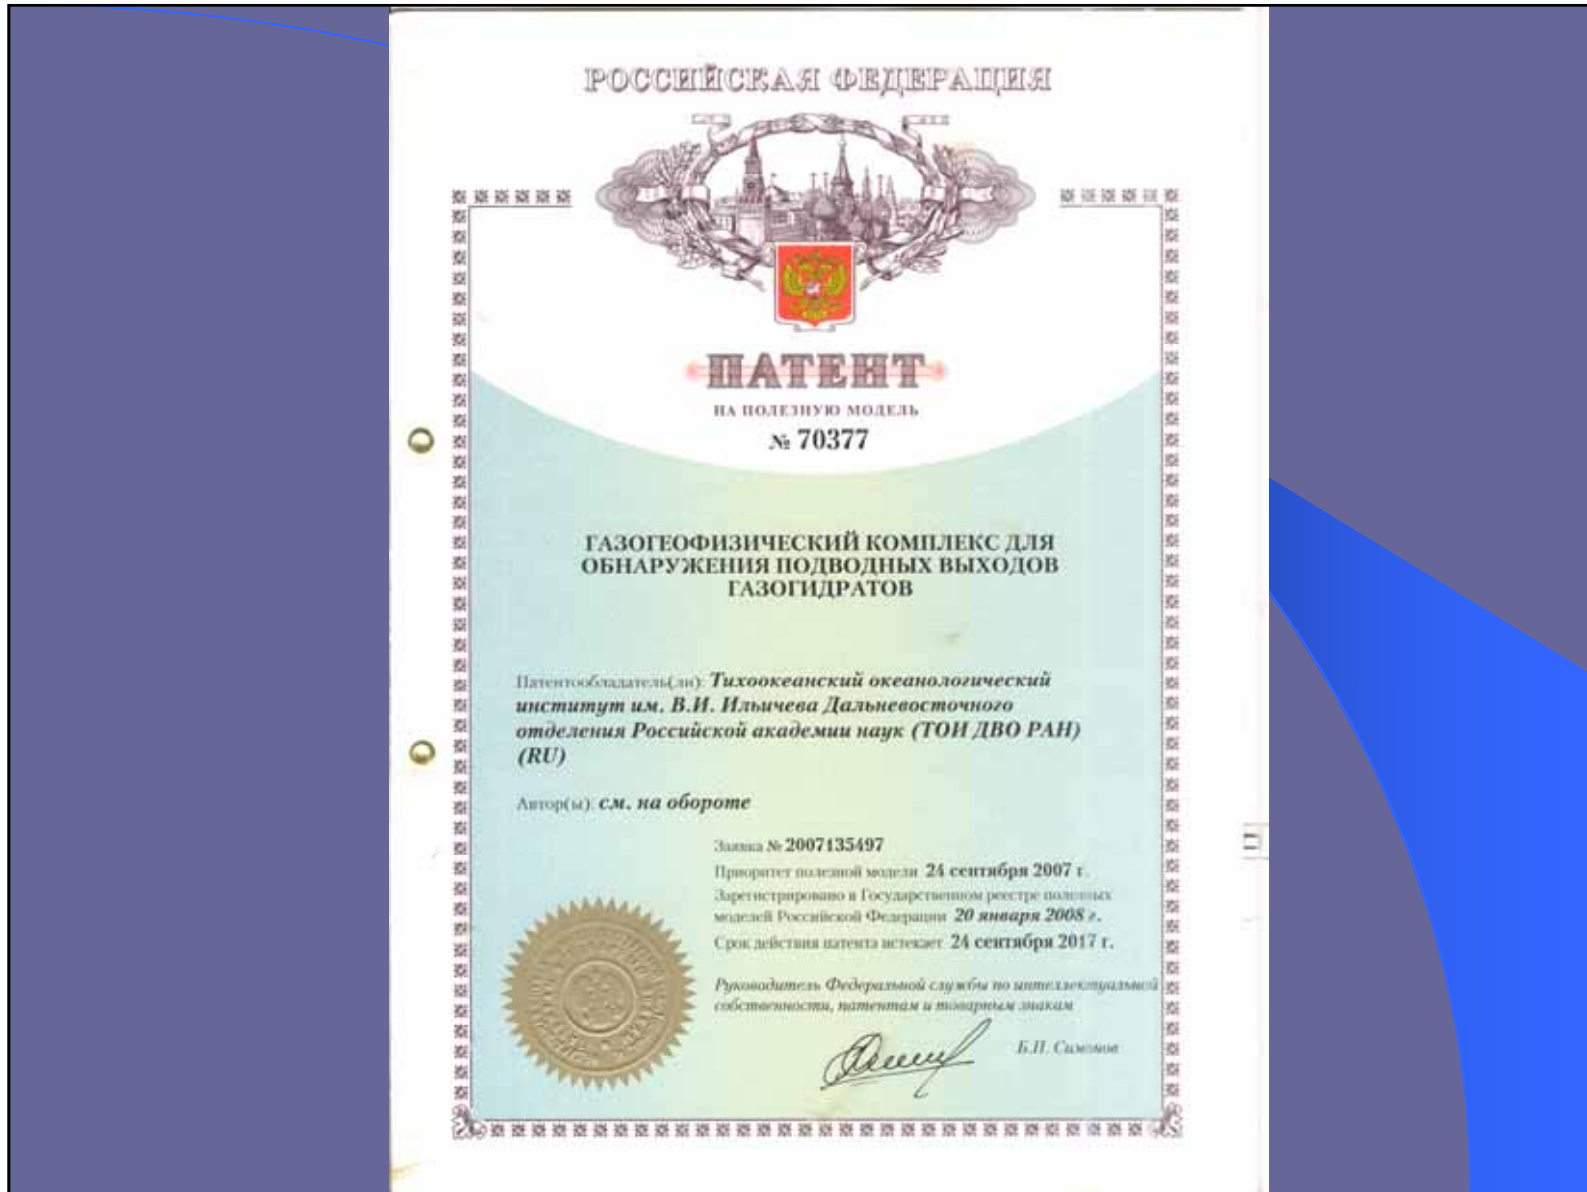 РОССИЙСКАЯ ФЕДЕРАЦИЯ
ПАТЕНТ
НА ПОЛЕЗНУЮ МОДЕЛЬ
№ 70377
ГАЗОГЕОФИЗИЧЕСКИЙ КОМПЛЕКС ДЛЯ
ОБНАРУЖЕНИЯ ПОДВОДНЫХ ВЫХОДОВ
ГАЗОГИДРАТОВ
Патентообладатель(ли): Тихоокеанский океанологический
институт им. В.И. Ильичева Дальневосточного
отделения Российской академии наук (ТОИ ДВО РАН)
(RU)
Автор(ы): см. на обороте
Заявка № 2007135497
Приоритет полезной модели 24 сентября 2007 г.
Зарегистрировано в Государственном реестре полезных
моделей Российской Федерации 20 января 2008 г.
Срок действия патента истекает 24 сентября 2017 г.
Руководитель Федеральной службы по интеллектуальной
собственности, патентам и товарным знакам
Б.П. Симонов